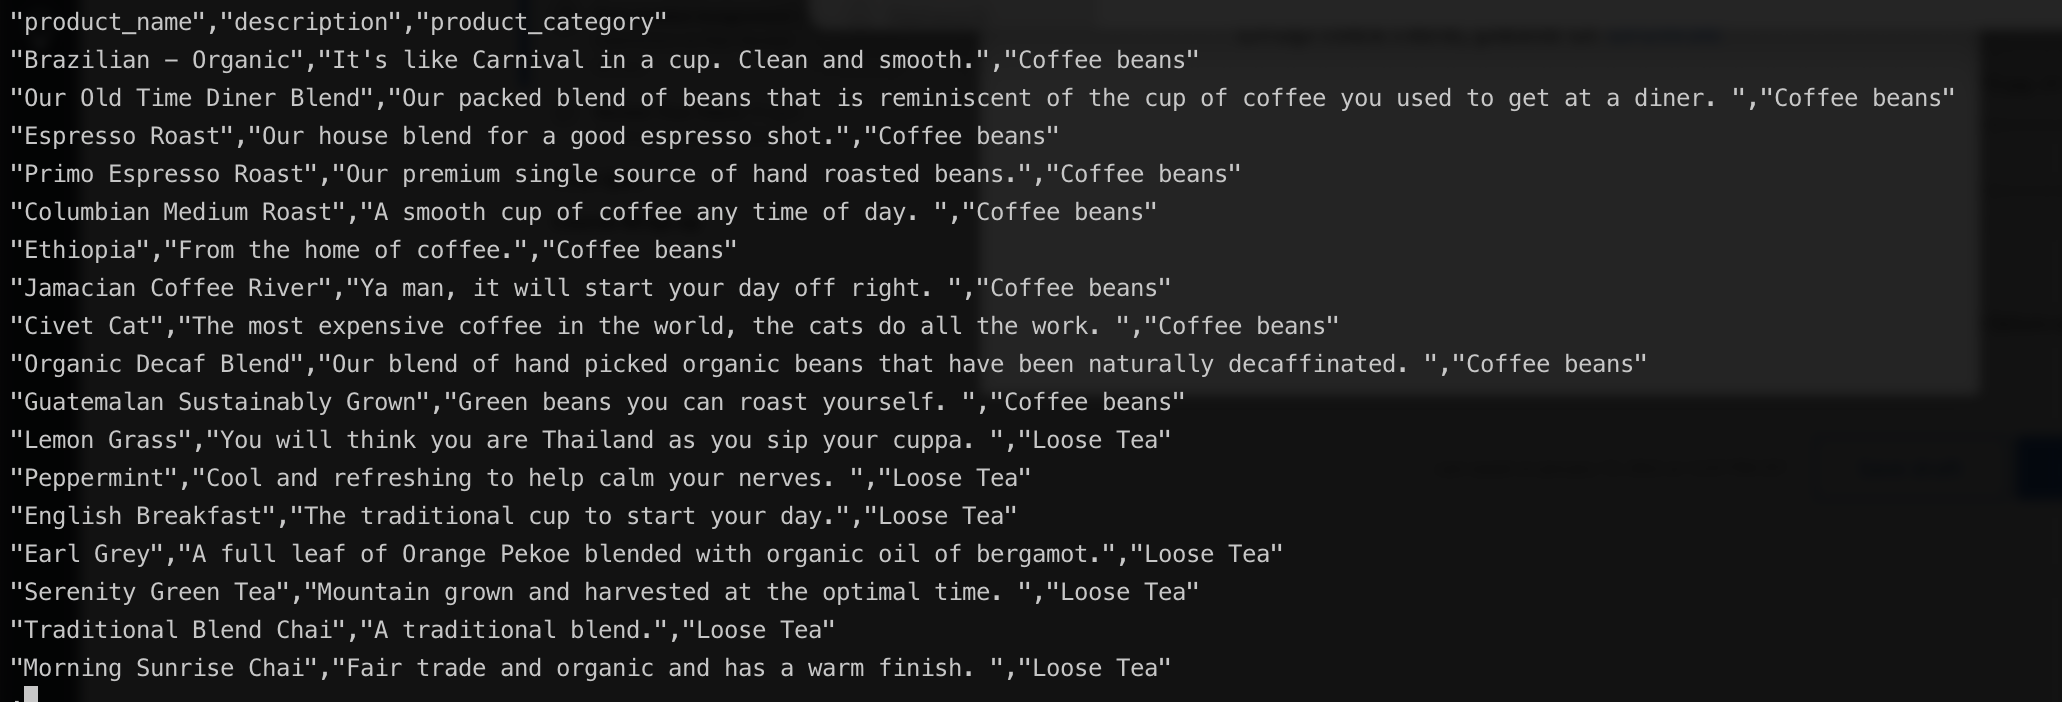 "product_name","description","product_category"
"Brazilian – Organic","It's like Carnival in a cup. Clean and smooth.","Coffee beans"
"Our Old Time Diner Blend","Our packed blend of beans that is reminiscent of the cup of coffee you used to get at a diner. ","Coffee beans"
"Espresso Roast","Our house blend for a good espresso shot.","Coffee beans"
"Primo Espresso Roast","Our premium single source of hand roasted beans.","Coffee beans"
"Columbian Medium Roast","A smooth cup of coffee any time of day. ","Coffee beans"
"Ethiopia","From the home of coffee.","Coffee beans"
"Jamacian Coffee River","Ya man, it will start your day off right. ","Coffee beans"
"Civet Cat","The most expensive coffee in the world, the cats do all the work. ","Coffee beans"
"Organic Decaf Blend","Our blend of hand picked organic beans that have been naturally decaffinated. ","Coffee beans"
"Guatemalan Sustainably Grown","Green beans you can roast yourself. ","Coffee beans"
"Lemon Grass","You will think you are Thailand as you sip your cuppa. ","Loose Tea"
"Peppermint","Cool and refreshing to help calm your nerves. ","Loose Tea"
"English Breakfast","The traditional cup to start your day.","Loose Tea"
"Earl Grey","A full leaf of Orange Pekoe blended with organic oil of bergamot.","Loose Tea"
"Serenity Green Tea","Mountain grown and harvested at the optimal time. ","Loose Tea"
"Traditional Blend Chai","A traditional blend.","Loose Tea"
"Morning Sunrise Chai","Fair trade and organic and has a warm finish. ","Loose Tea"